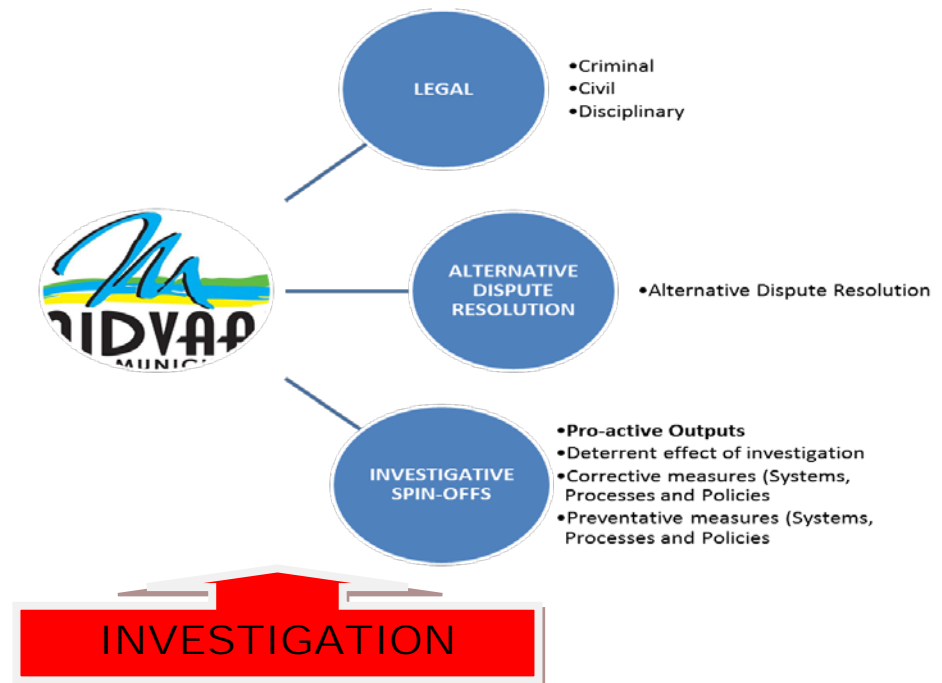 LEGAL
•Criminal
•Civil
•Disciplinary
ALTERNATIVE
DISPUTE
RESOLUTION
•Alternative Dispute Resolution
INVESTIGATIVE
SPIN-OFFS
•Pro-active Outputs
•Deterrent effect of investigation
•Corrective measures (Systems,
Processes and Policies
•Preventative measures (Systems,
Processes and Policies
INVESTIGATION